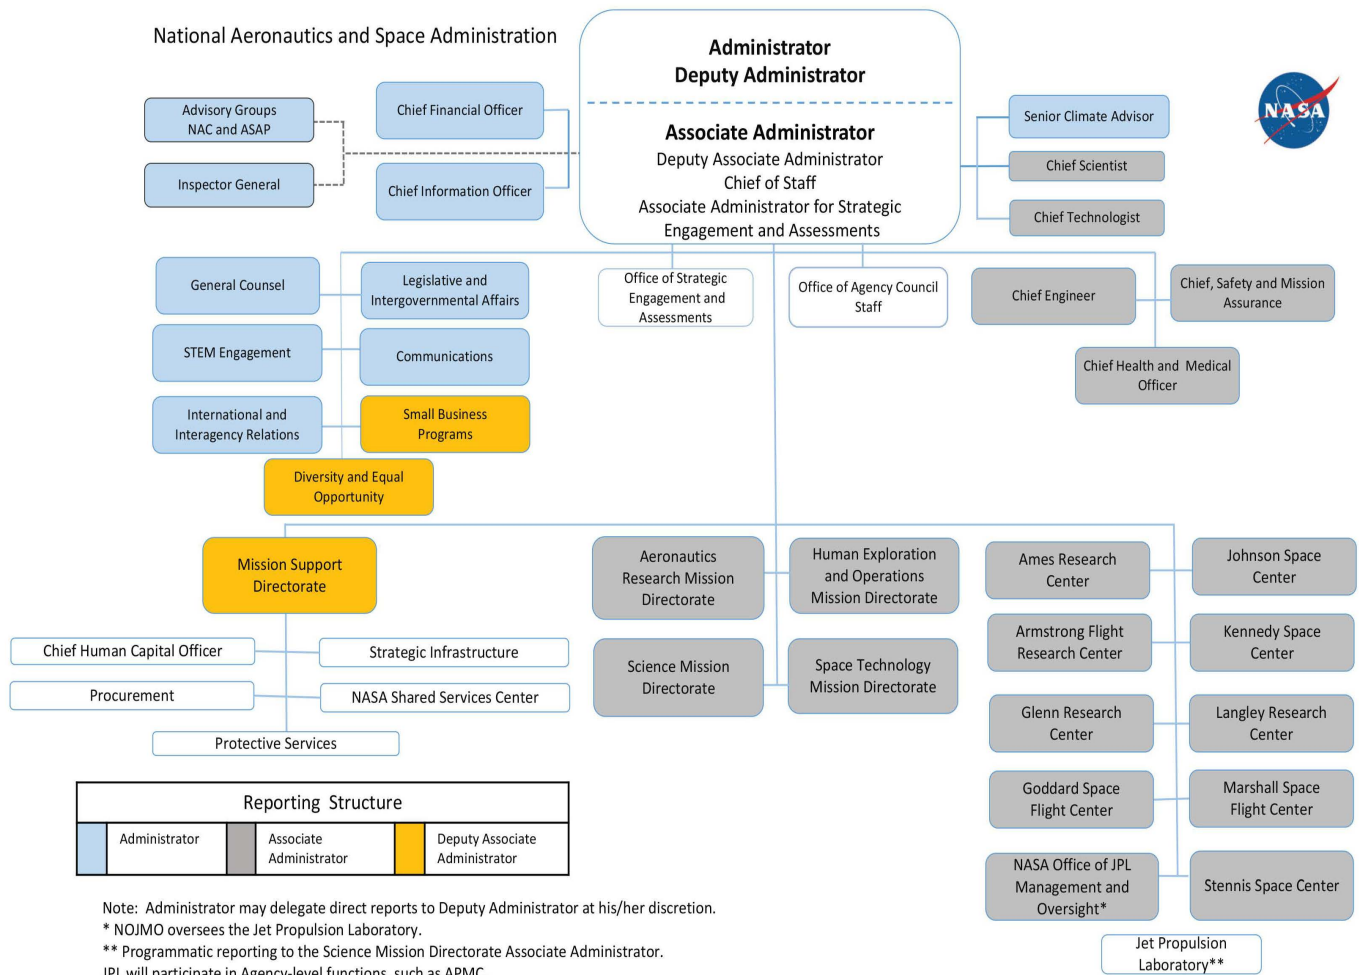 National Aeronautics and Space Administration
Administrator
Deputy Administrator
Associate Administrator
Deputy Associate Administrator
Chief of Staff
Associate Administrator for Strategic
Engagement and Assessments
Advisory Groups
NAC and ASAP
Inspector General
Chief Financial Officer
Chief Information Officer
Senior Climate Advisor
Chief Scientist
Chief Technologist
NASA
General Counsel
Legislative and
Intergovernmental Affairs
STEM Engagement
Communications
International and
Interagency Relations
Small Business
Programs
Diversity and Equal
Opportunity
Office of Strategic
Engagement and
Assessments
Office of Agency Council
Staff
Chief Engineer
Chief, Safety and Mission
Assurance
Chief Health and Medical
Officer
Mission Support
Directorate
Chief Human Capital Officer
Strategic Infrastructure
Procurement
NASA Shared Services Center
Protective Services
Aeronautics
Research Mission
Directorate
Human Exploration
and Operations
Mission Directorate
Science Mission
Directorate
Space Technology
Mission Directorate
Ames Research
Center
Johnson Space
Center
Armstrong Flight
Research Center
Kennedy Space
Center
Glenn Research
Center
Langley Research
Center
Goddard Space
Flight Center
Marshall Space
Flight Center
NASA Office of JPL
Management and
Oversight*
Stennis Space Center
Jet Propulsion
Laboratory**
Reporting Structure
Administrator
Associate
Administrator
Deputy Associate
Administrator
Note: Administrator may delegate direct reports to Deputy Administrator at his/her discretion.
* NOJMO oversees the Jet Propulsion Laboratory.
** Programmatic reporting to the Science Mission Directorate Associate Administrator.
JPL will participate in Agency-level functions, such as APMC.